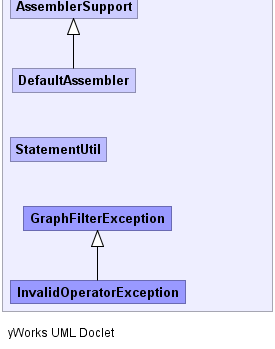 AssemblerSupport
DefaultAssembler
StatementUtil
GraphFilterException
InvalidOperatorException
yWorks UML Doclet